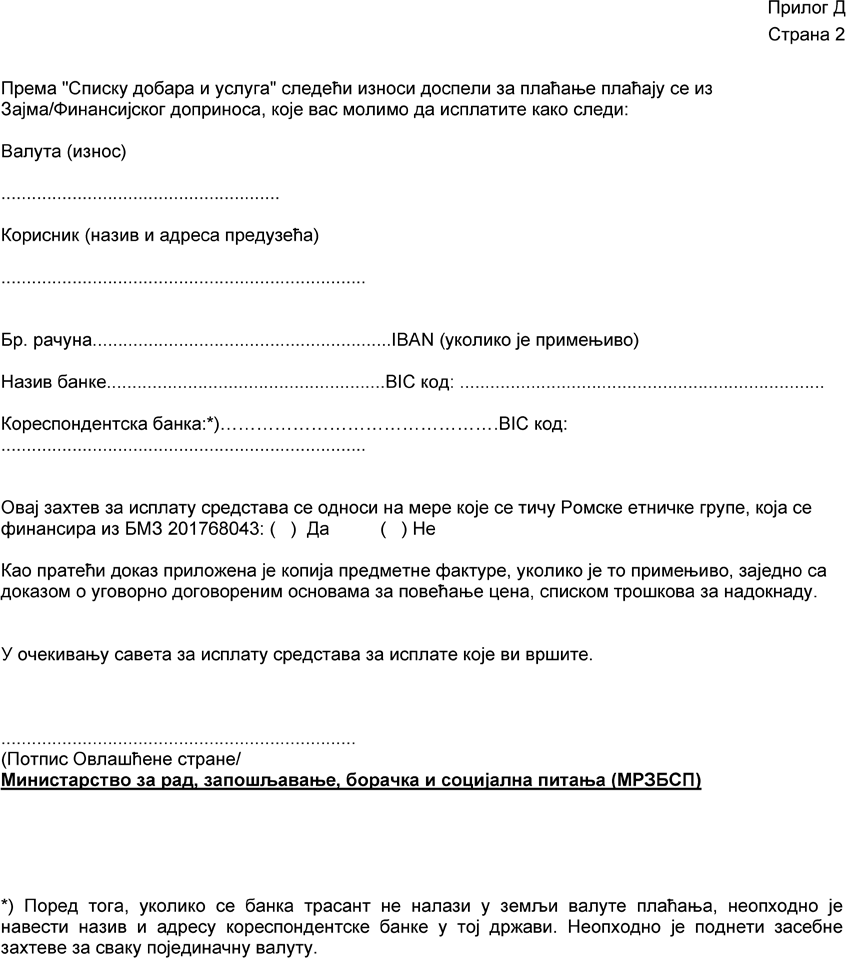 Прилог Д
Страна 2
Према "Списку добара и услуга" следећи износи доспели за плаћање плаћају се из
Зајма/Финансијског доприноса, које вас молимо да исплатите како следи:
Валута (износ)
.......................................................
Корисник (назив и адреса предузећа)
........................................................................
Бр. рачуна...........................................................IBAN (уколико је примењиво)
Назив банке.......................................................BIC код: ........................................................................
Кореспондентска банка:*)……………………………………….BIC код:
........................................................................
Овај захтев за исплату средстава се односи на мере које се тичу Ромске етничке групе, која се
финансира из БМЗ 201768043: ( ) Да ( ) Не
Као пратећи доказ приложена је копија предметне фактуре, уколико је то примењиво, заједно са
доказом о уговорно договореним основама за повећање цена, списком трошкова за надокнаду.
У очекивању савета за исплату средстава за исплате које ви вршите.
......................................................................
(Потпис Овлашћене стране/
Министарство за рад, запошљавање, борачка и социјална питања (МРЗБСП)
*) Поред тога, уколико се банка трасант не налази у земљи валуте плаћања, неопходно је
навести назив и адресу кореспондентске банке у тој држави. Неопходно је поднети засебне
захтеве за сваку појединачну валуту.